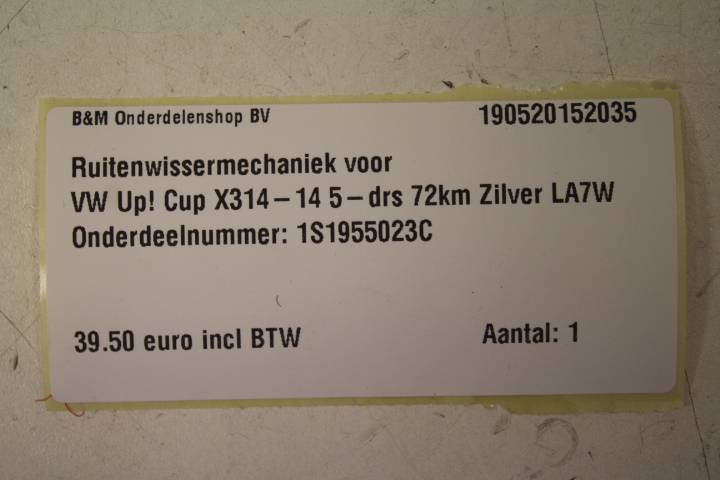 B&M Onderdelenshop BV 190520152035
Ruitenwissermechaniek voor
VW Up! Cup X314-14 5-drs 72km Zilver LA7W
Onderdeelnummer: 1S1955023C
39.50 euro incl BTW Aantal: 1